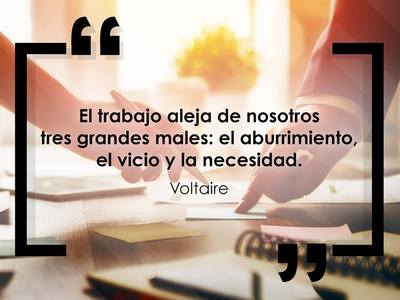 El trabajo aleja de nosotros
tres grandes males: el aburrimiento,
el vicio y la necesidad.
Voltaire